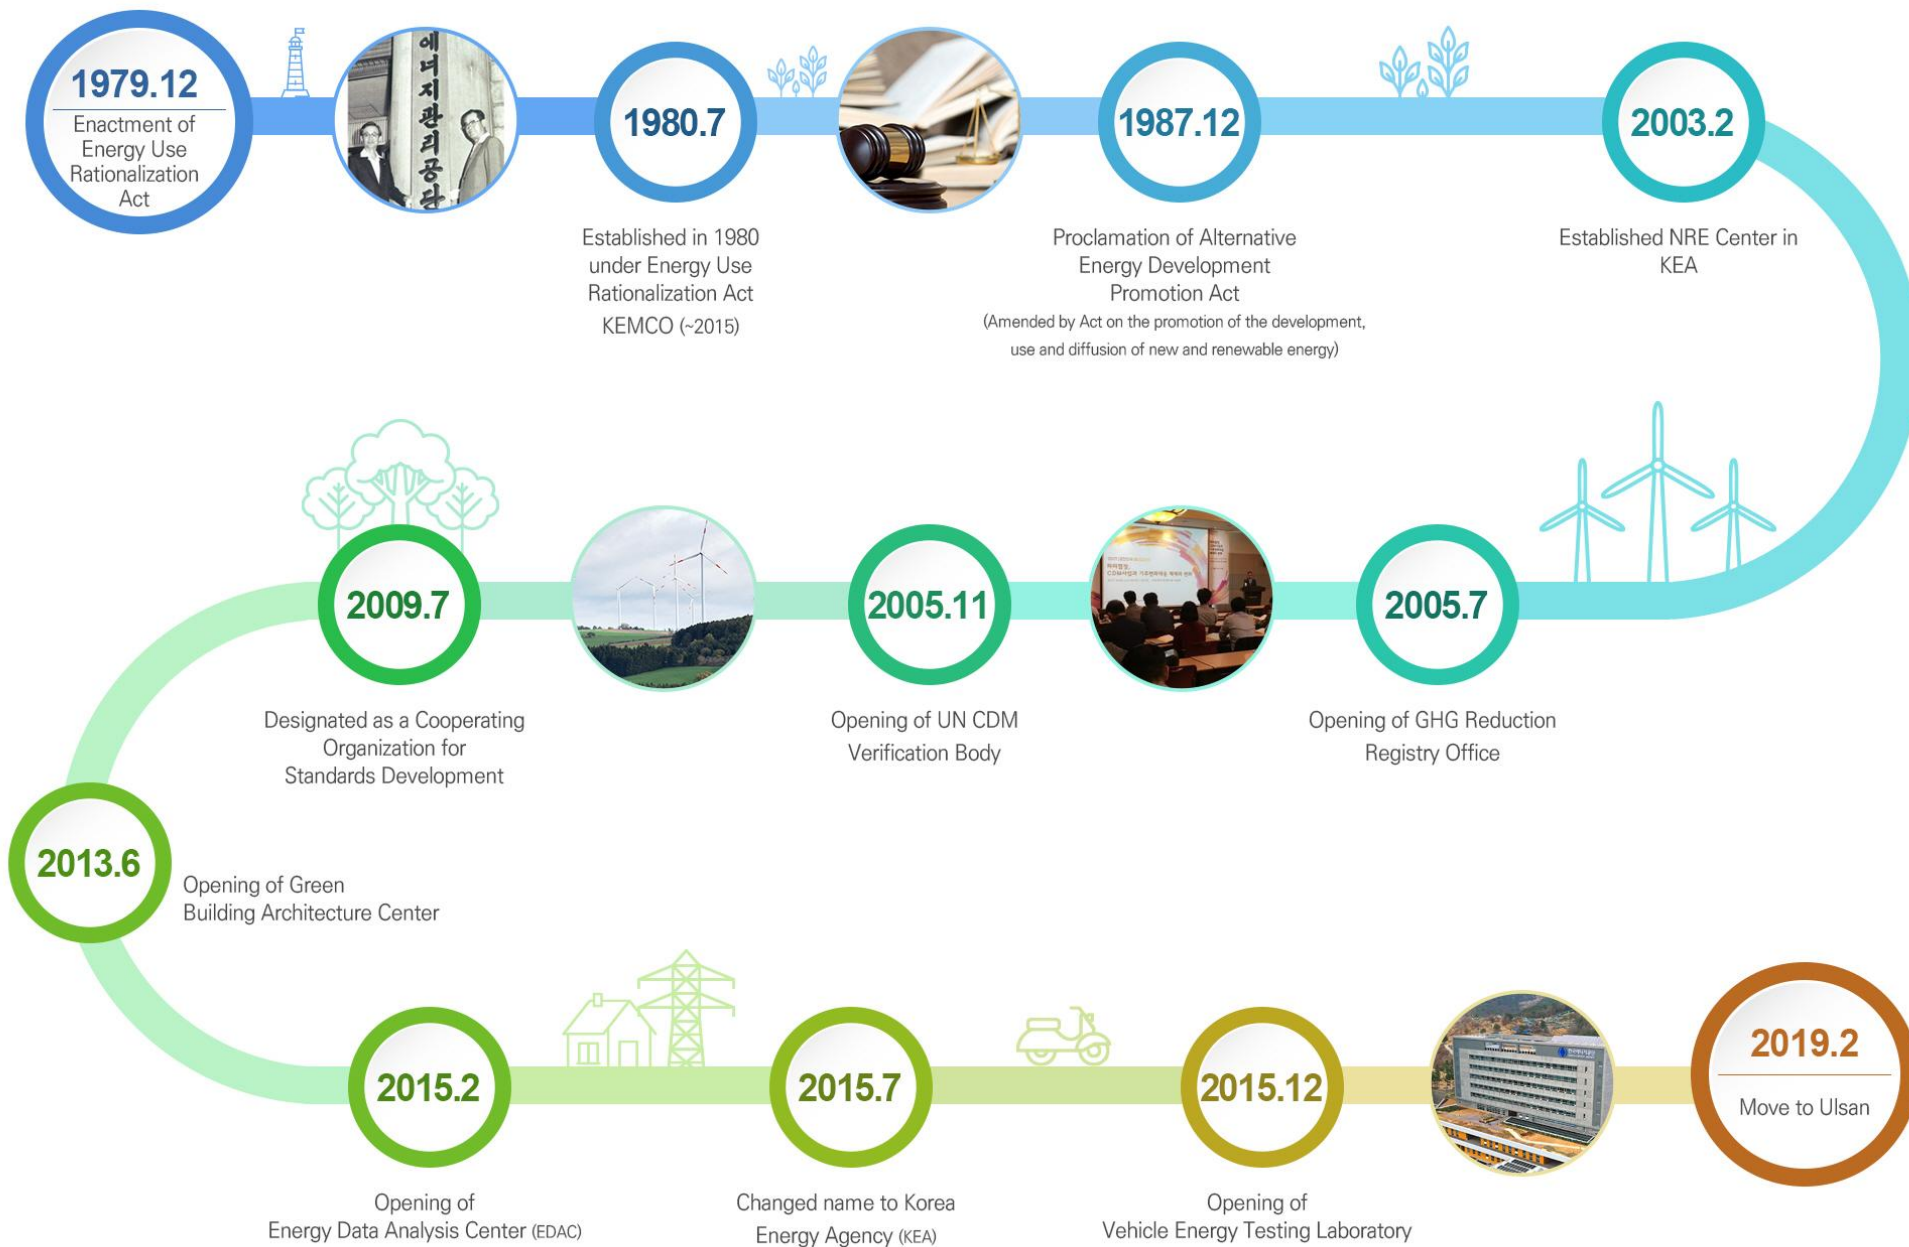 1979.12
Enactment of
Energy Use
Rationalization
Act
에너지관리공단
1980.7
Established in 1980
under Energy Use
Rationalization Act
KEMCO (~2015)
1987.12
Proclamation of Alternative
Energy Development
Promotion Act
(Amended by Act on the promotion of the development,
use and diffusion of new and renewable energy)
2003.2
Established NRE Center in
KEA
2005.7
Opening of GHG Reduction
Registry Office
2005.11
Opening of UN CDM
Verification Body
2009.7
Designated as a Cooperating
Organization for
Standards Development
2013.6
Opening of Green
Building Architecture Center
2015.2
Opening of
Energy Data Analysis Center (EDAC)
2015.7
Changed name to Korea
Energy Agency (KEA)
2015.12
Opening of
Vehicle Energy Testing Laboratory
2019.2
Move to Ulsan